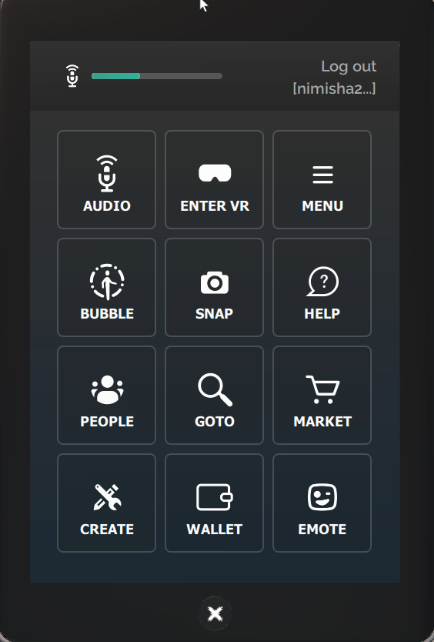 Log out
[nimisha2...]
AUDIO
ENTER VR
MENU
BUBBLE
SNAP
?
HELP
PEOPLE
GOTO
MARKET
CREATE
WALLET
EMOTE